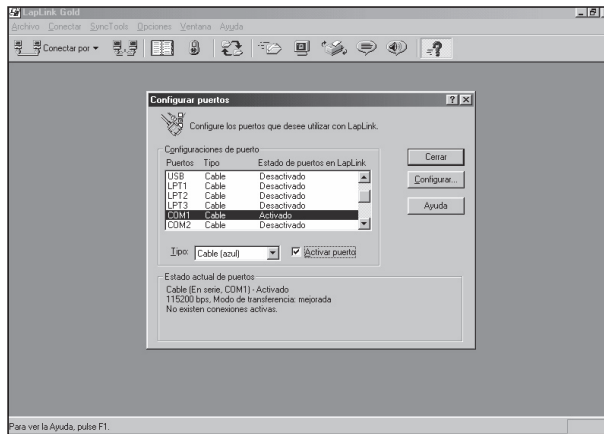 LapLink Gold
Archivo Conectar SyncTools Opciones Ventana Ayuda
Conectar por
Configurar puertos
Configure los puertos que desee utilizar con LapLink.
Configuraciones de puerto
Puertos Tipo Estado de puertos en LapLink
USB Cable Desactivado
LPT1 Cable Desactivado
LPT2 Cable Desactivado
LPT3 Cable Desactivado
COM1 Cable Activado
COM2 Cable Desactivado
Tipo: Cable (azul) Activar puerto
Cerrar
Configurar...
Ayuda
Estado actual de puertos
Cable (En serie, COM1) - Activado
115200 bps, Modo de transferencia: mejorada
No existen conexiones activas.
Para ver la Ayuda, pulse F1.